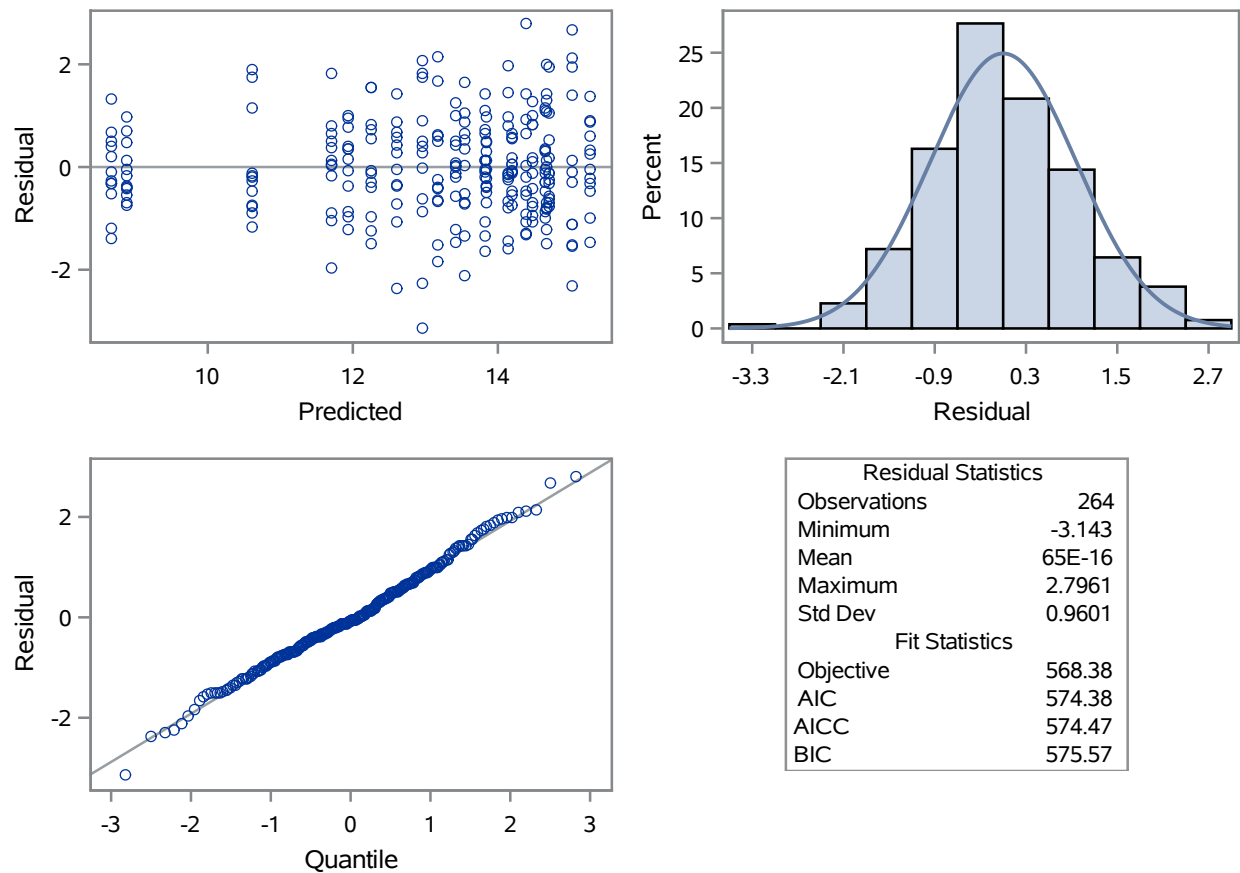 2
0
-2
Residual
10 12 14
Predicted
25
20
15
10
5
0
Percent
-3.3 -2.1 -0.9 0.3 1.5 2.7
Residual
2
0
-2
Residual
-3 -2 -1 0 1 2 3
Quantile
Residual Statistics
Observations 264
Minimum -3.143
Mean 65E-16
Maximum 2.7961
Std Dev 0.9601
Fit Statistics
Objective 568.38
AIC 574.38
AICC 574.47
BIC 575.57